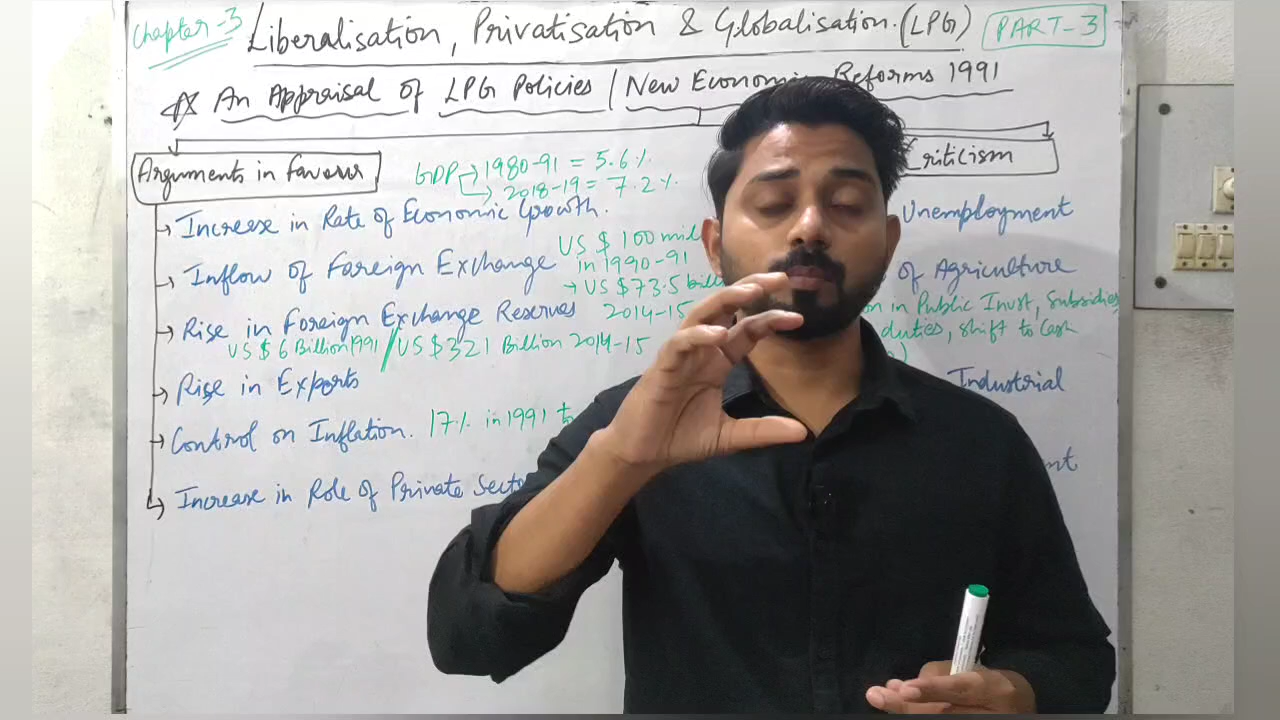 Chapter-3
Liberalisation, Privatisation & Globalisation. (LPG)
PART-3
An Appraisal of LPG Policies / New Economic Reforms 1991
Arguments in favour
GDP → 1980-91 = 5.6%
→ 2018-19 = 7.2%
Criticism
→ Increase in Rate of Economic Growth.
Unemployment
→ Inflow of Foreign Exchange
US $ 100 mill
in 1990-91
→ US $ 73.5 bill
2014-15
of Agriculture
in Public Invst, Subsidies,
duties, Shift to Cash
→ Rise in Foreign Exchange Reserves
US $ 6 Billion 1991 / US $ 321 Billion 2014-15
→ Rise in Exports
Industrial
→ Control on Inflation. 17% in 1991
→ Increase in Role of Private